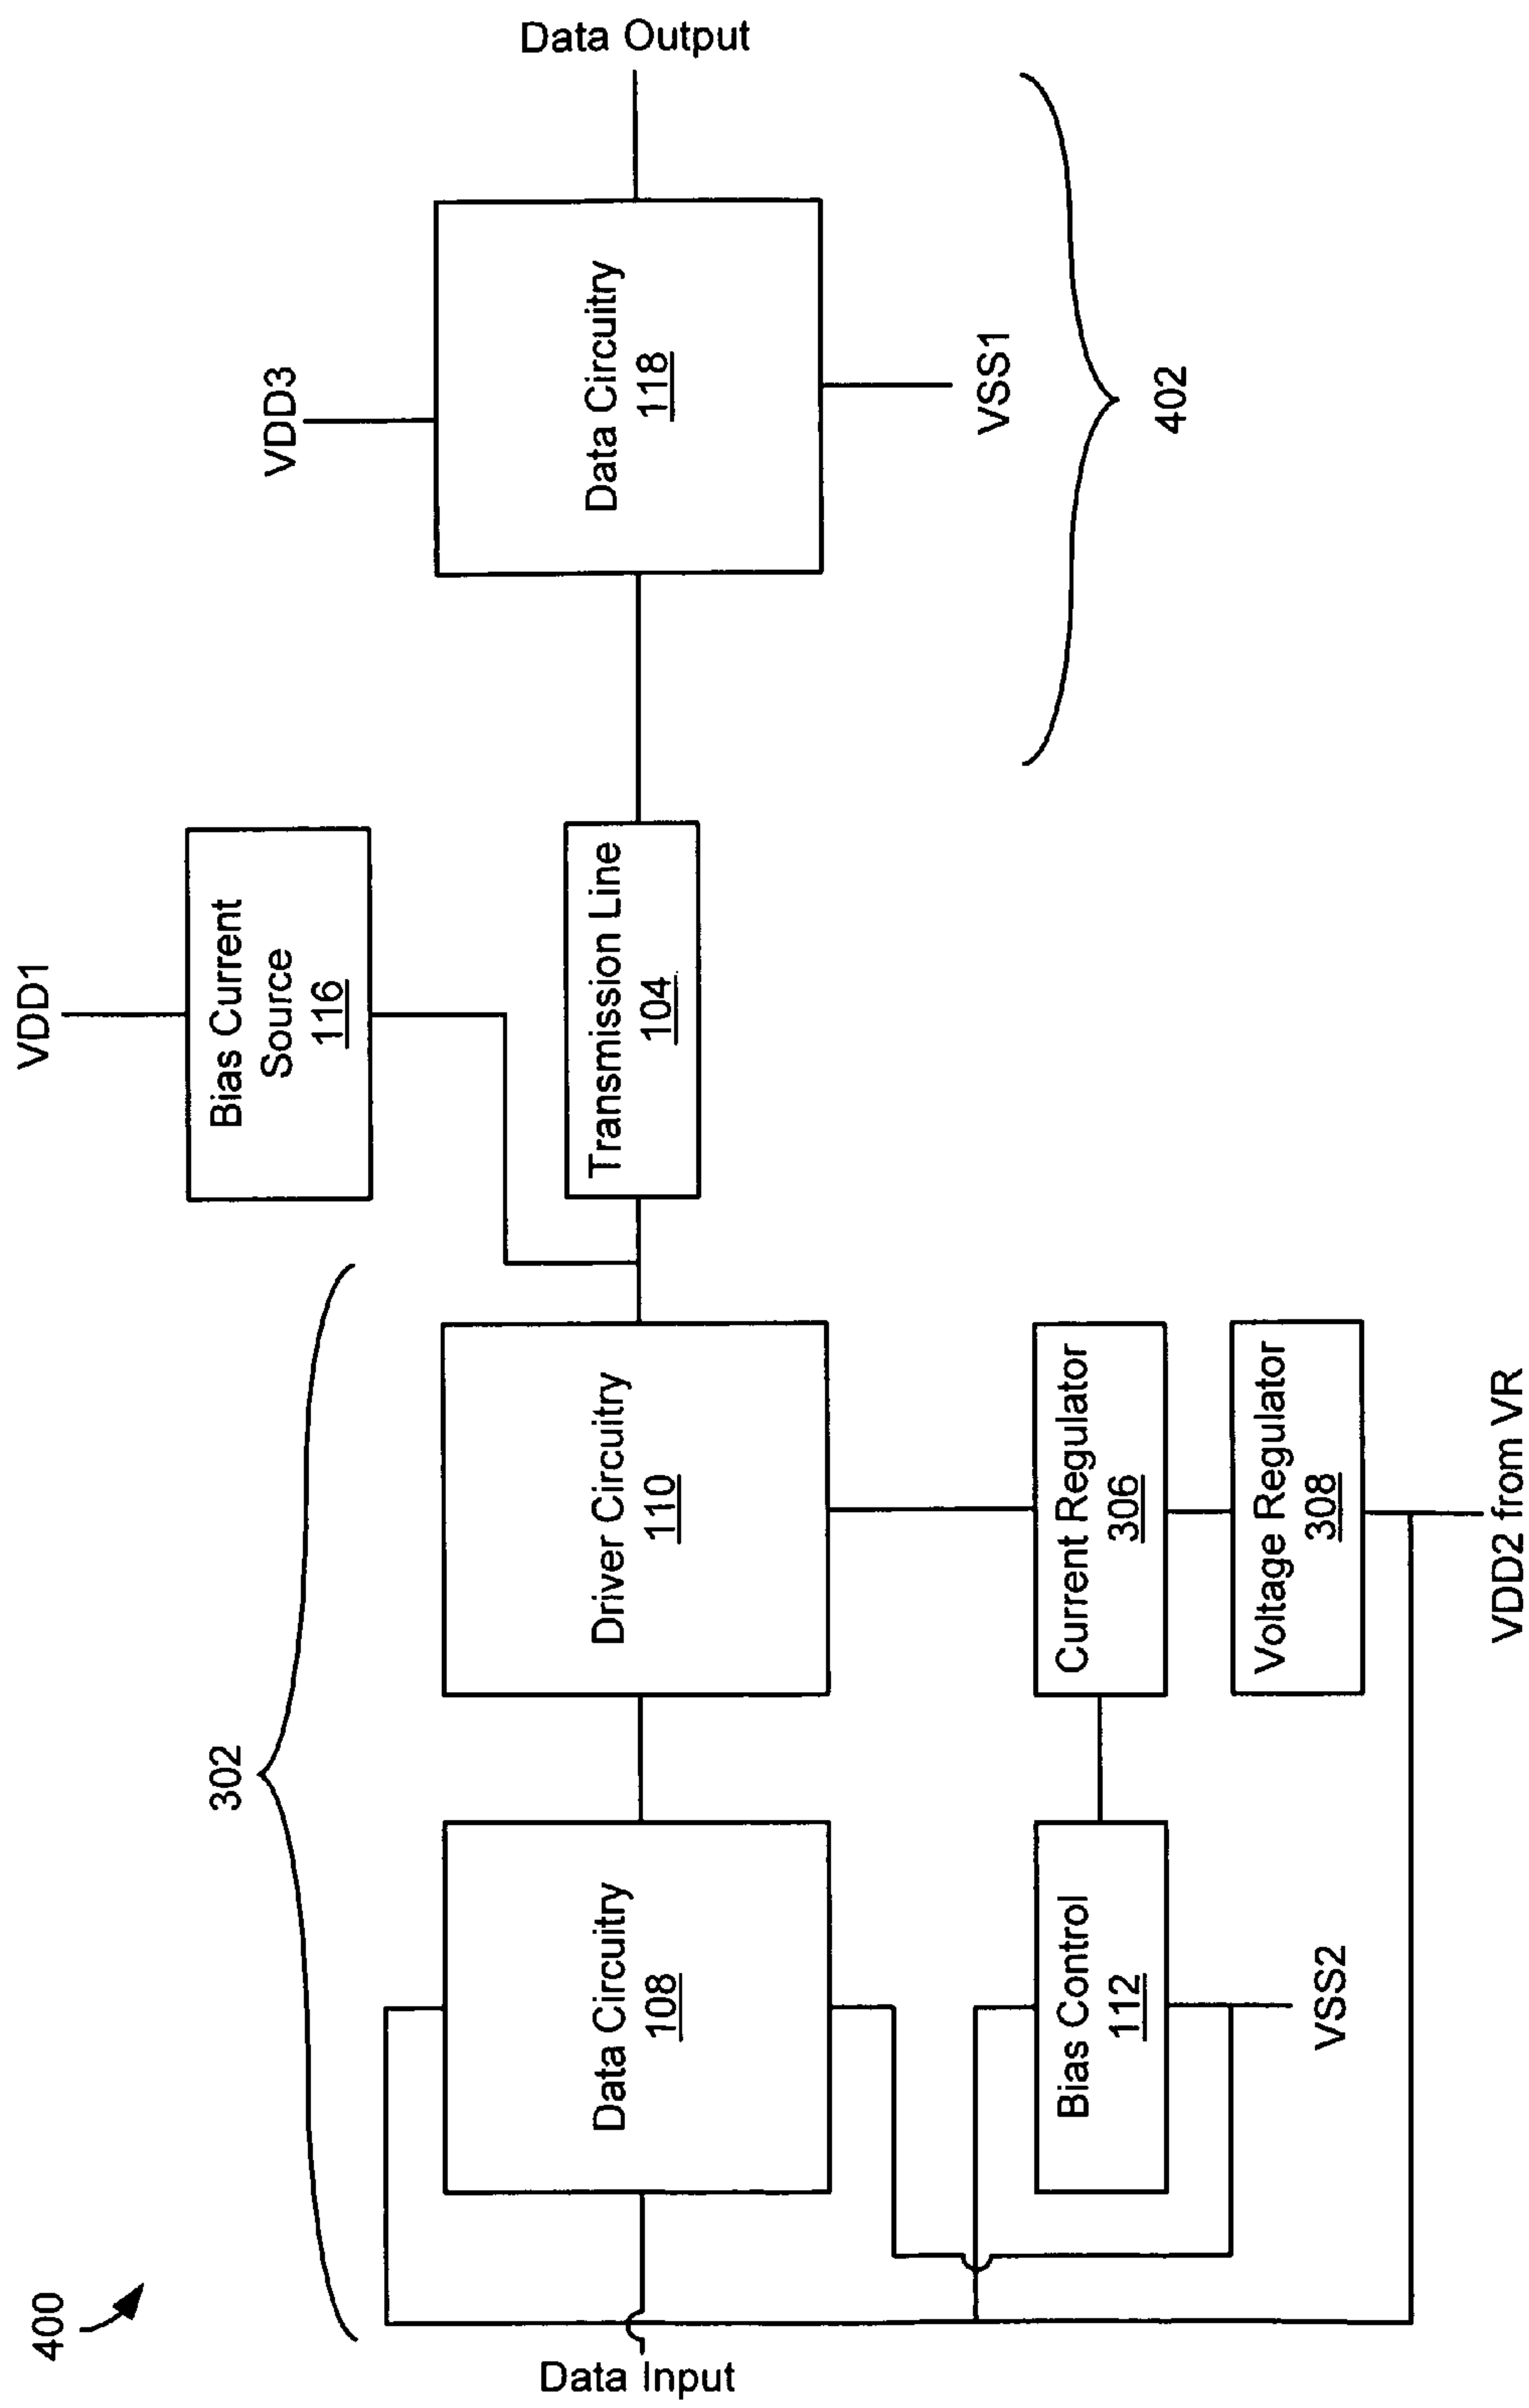 400
302
VDD1
VDD3
Data Output
Bias Current
Source
116
Data Input
Data Circuitry
108
Driver Circuitry
110
Transmission Line
104
Data Circuitry
118
Bias Control
112
Current Regulator
306
VSS1
VSS2
Voltage Regulator
308
402
VDD2 from VR